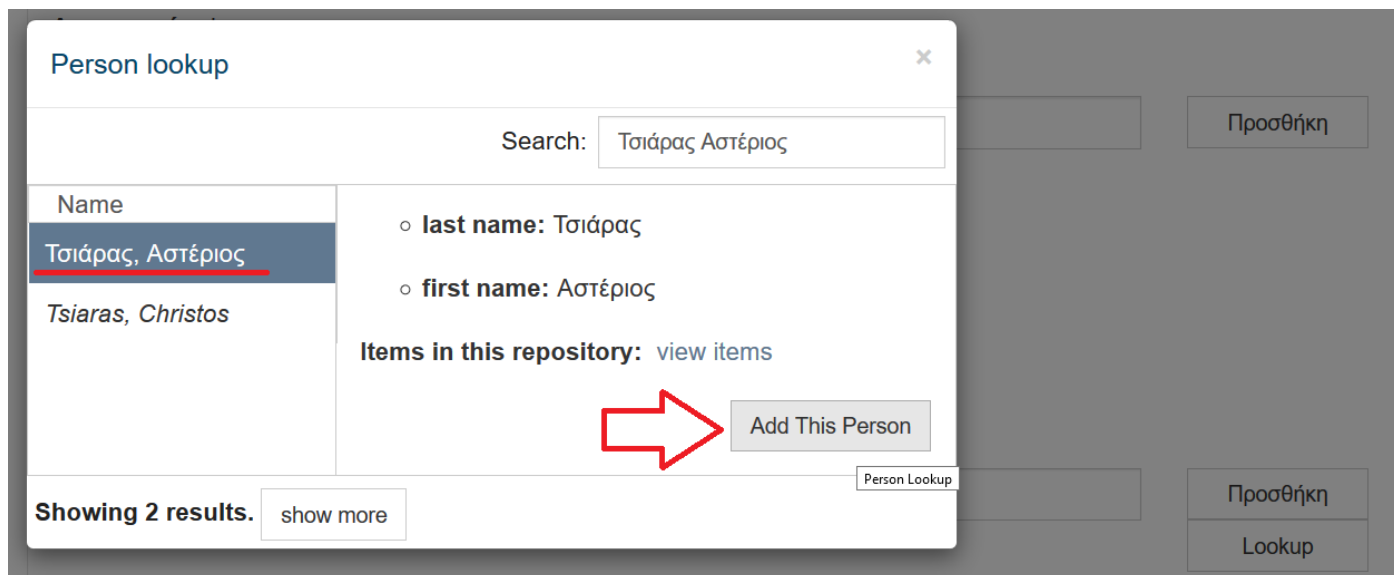 Person lookup
×
Προσθήκη
Search: Τσιάρας Αστέριος
Name
Τσιάρας, Αστέριος
Tsiaras, Christos
last name: Τσιάρας
first name: Αστέριος
Items in this repository: view items
Add This Person
Person Lookup
Showing 2 results. show more
Προσθήκη
Lookup